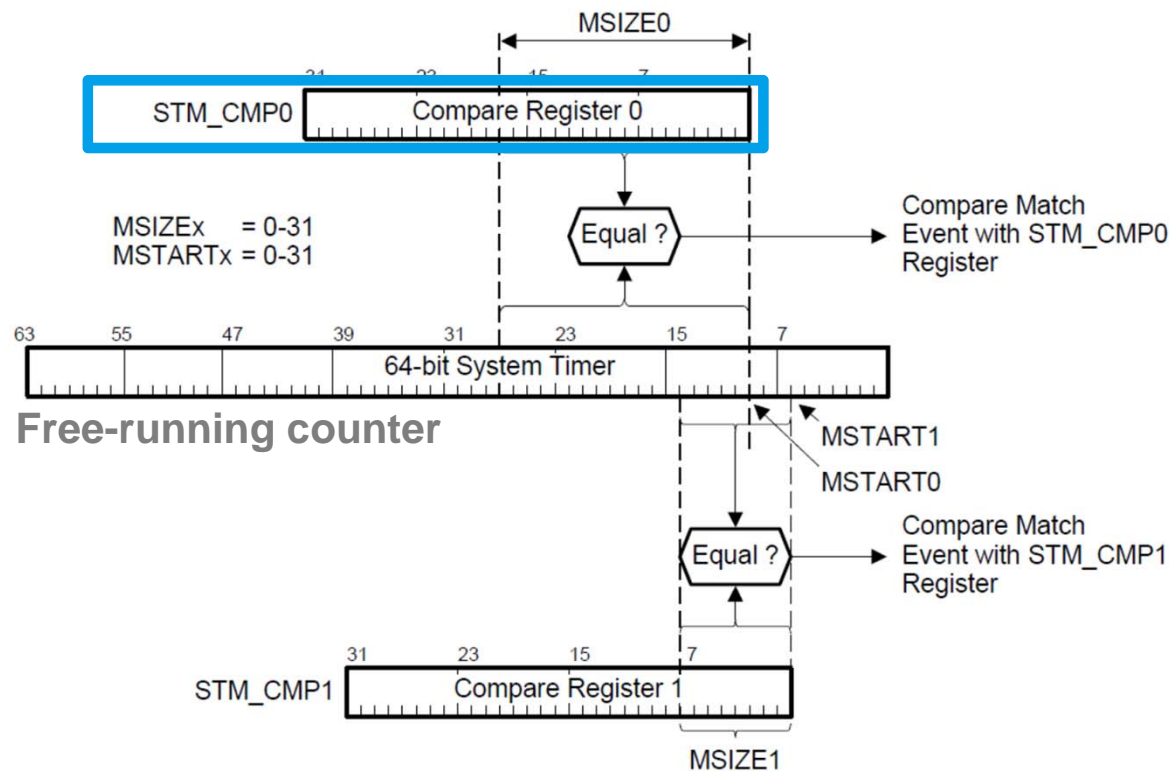 MSIZE0
31 23 15 7
STM_CMP0 Compare Register 0
MSIZEx = 0-31
MSTARTx = 0-31
Equal ?
Compare Match
Event with STM_CMP0
Register
63 55 47 39 31 23 15 7
64-bit System Timer
Free-running counter
MSTART1
MSTART0
Equal ?
Compare Match
Event with STM_CMP1
Register
31 23 15 7
STM_CMP1 Compare Register 1
MSIZE1